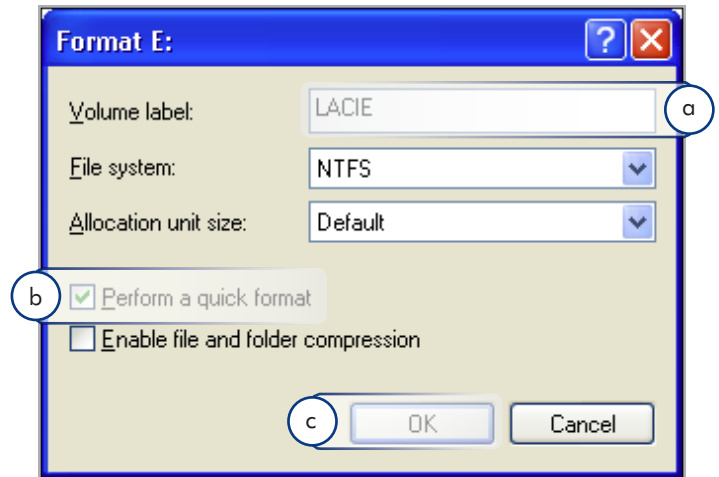 Format E:
Volume label: LACIE a
File system: NTFS
Allocation unit size: Default
b Perform a quick format
Enable file and folder compression
c OK Cancel